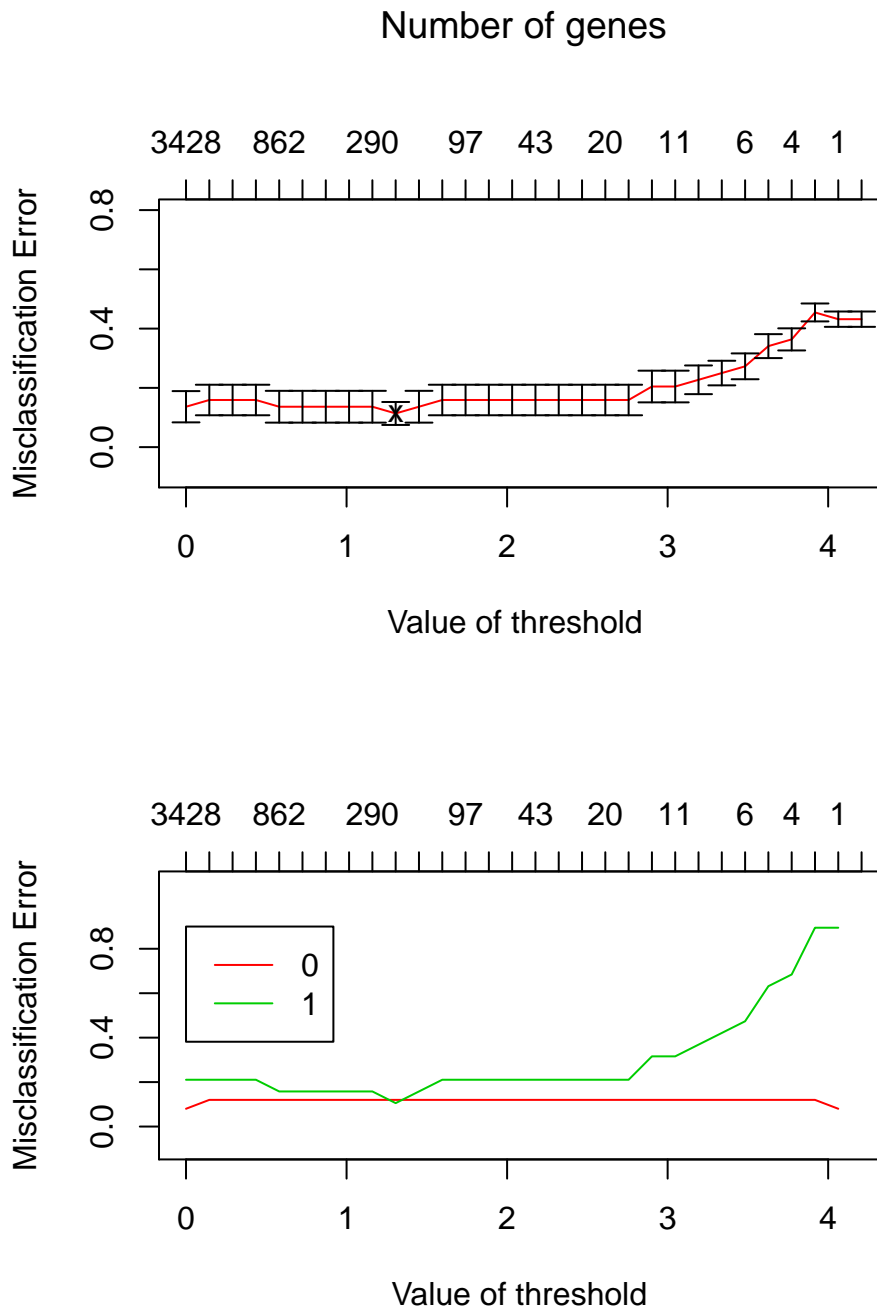 Number of genes
3428 862 290 97 43 20 11 6 4 1
Misclassification Error
0.8
0.4
x
0.0
0 1 2 3 4
Value of threshold
3428 862 290 97 43 20 11 6 4 1
Misclassification Error
0.8
0.4
0.0
0
1
0 1 2 3 4
Value of threshold